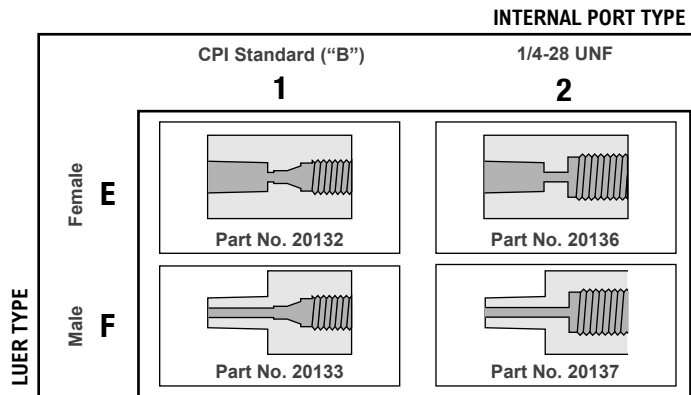 INTERNAL PORT TYPE
CPI Standard (“B”)
1/4-28 UNF
1
2
LUER TYPE
Female
E
Part No. 20132
Part No. 20136
Male
F
Part No. 20133
Part No. 20137